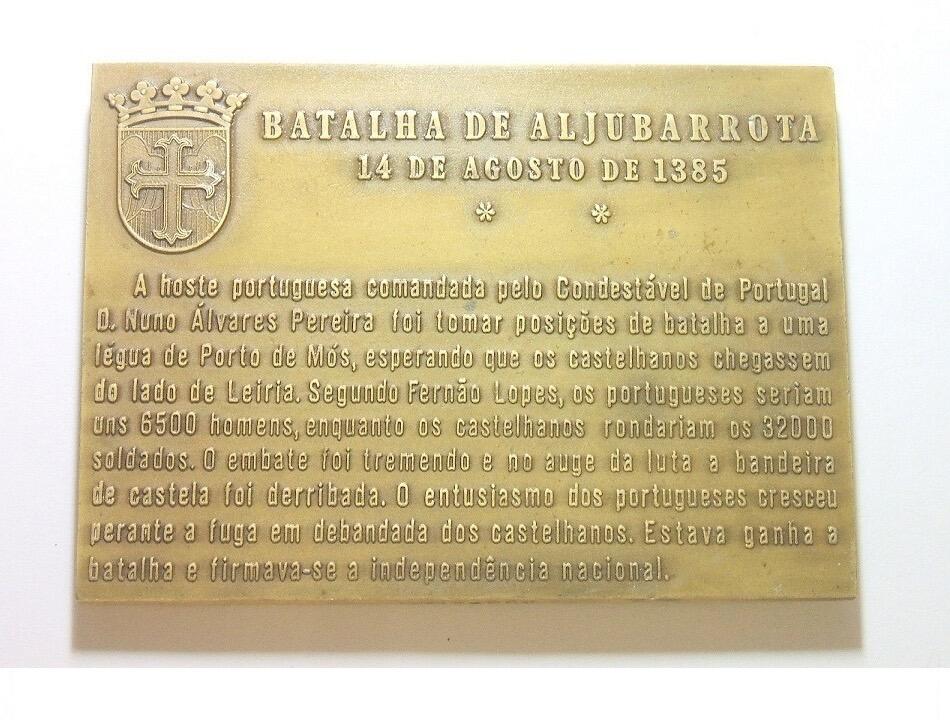 BATALHA DE ALJUBARROTA
14 DE AGOSTO DE 1385
* *
A hoste portuguesa comandada pelo Condestável de Portugal
D. Nuno Álvares Pereira foi tomar posições de batalha a uma
légua de Porto de Mós, esperando que os castelhanos chegassem
do lado de Leiria. Segundo Fernão Lopes, os portugueses seriam
uns 6500 homens, enquanto os castelhanos rondariam os 32000
soldados. O embate foi tremendo e no auge da luta a bandeira
de castela foi derribada. O entusiasmo dos portugueses cresceu
perante a fuga em debandada dos castelhanos. Estava ganha a
batalha e firmava-se a independência nacional.